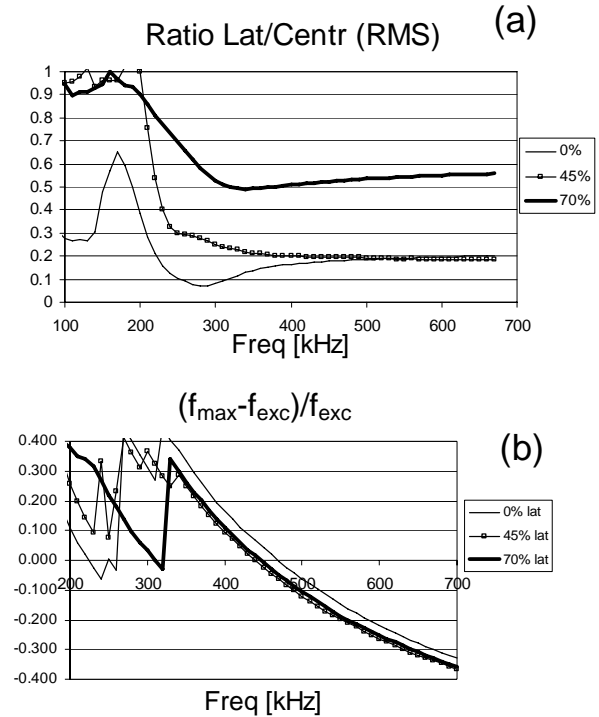 (a)
Ratio Lat/Centr (RMS)
1
0.9
0.8
0.7
0.6
0.5
0.4
0.3
0.2
0.1
0
100 200 300 400 500 600 700
Freq [kHz]
0%
45%
70%
(b)
(fmax-fexc)/fexc
0.400
0.300
0.200
0.100
0.000
-0.100
-0.200
-0.300
-0.400
200 300 400 500 600 700
Freq [kHz]
0% lat
45% lat
70% lat